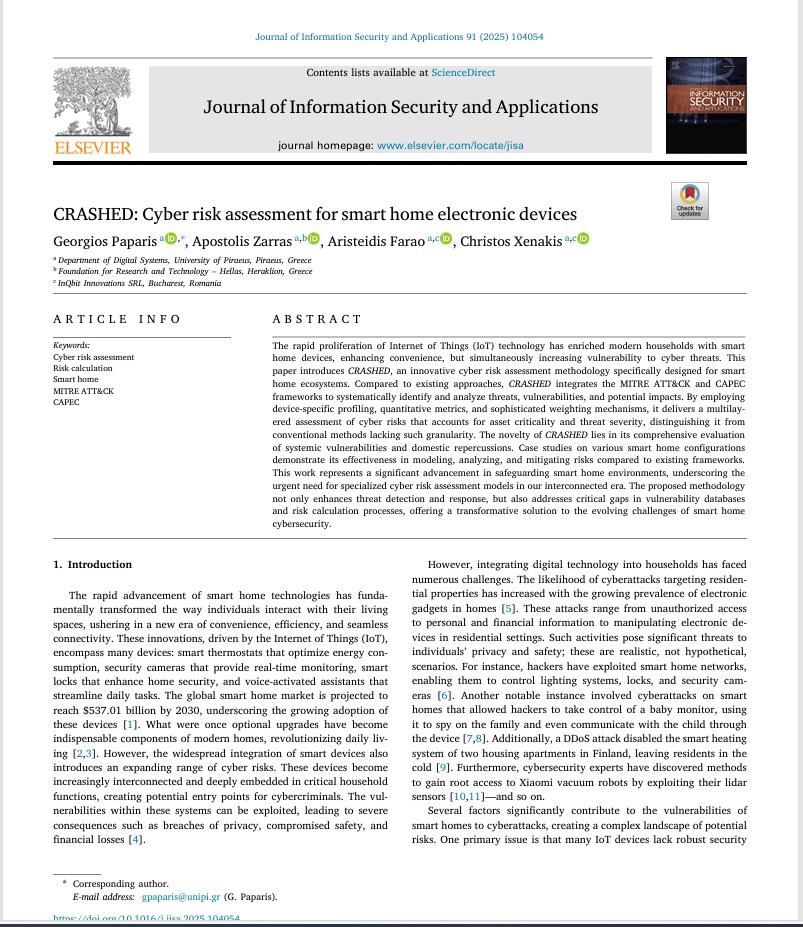 Journal of Information Security and Applications 91 (2025) 104054
Contents lists available at ScienceDirect
Journal of Information Security and Applications
journal homepage: www.elsevier.com/locate/jisa
ELSEVIER
INFORMATION
SECURITY
AND APPLICATIONS
Check for
updates
CRASHED: Cyber risk assessment for smart home electronic devices
Georgios Paparis a iD,*, Apostolis Zarras a,b iD, Aristeidis Farao a,c iD, Christos Xenakis a,c iD
a Department of Digital Systems, University of Piraeus, Piraeus, Greece
b Foundation for Research and Technology – Hellas, Heraklion, Greece
c InQbit Innovations SRL, Bucharest, Romania
ARTICLE INFO
Keywords:
Cyber risk assessment
Risk calculation
Smart home
MITRE ATT&CK
CAPEC
ABSTRACT
The rapid proliferation of Internet of Things (IoT) technology has enriched modern households with smart
home devices, enhancing convenience, but simultaneously increasing vulnerability to cyber threats. This
paper introduces CRASHED, an innovative cyber risk assessment methodology specifically designed for smart
home ecosystems. Compared to existing approaches, CRASHED integrates the MITRE ATT&CK and CAPEC
frameworks to systematically identify and analyze threats, vulnerabilities, and potential impacts. By employing
device-specific profiling, quantitative metrics, and sophisticated weighting mechanisms, it delivers a multilay-
ered assessment of cyber risks that accounts for asset criticality and threat severity, distinguishing it from
conventional methods lacking such granularity. The novelty of CRASHED lies in its comprehensive evaluation
of systemic vulnerabilities and domestic repercussions. Case studies on various smart home configurations
demonstrate its effectiveness in modeling, analyzing, and mitigating risks compared to existing frameworks.
This work represents a significant advancement in safeguarding smart home environments, underscoring the
urgent need for specialized cyber risk assessment models in our interconnected era. The proposed methodology
not only enhances threat detection and response, but also addresses critical gaps in vulnerability databases
and risk calculation processes, offering a transformative solution to the evolving challenges of smart home
cybersecurity.
1. Introduction
The rapid advancement of smart home technologies has funda-
mentally transformed the way individuals interact with their living
spaces, ushering in a new era of convenience, efficiency, and seamless
connectivity. These innovations, driven by the Internet of Things (IoT),
encompass many devices: smart thermostats that optimize energy con-
sumption, security cameras that provide real-time monitoring, smart
locks that enhance home security, and voice-activated assistants that
streamline daily tasks. The global smart home market is projected to
reach $537.01 billion by 2030, underscoring the growing adoption of
these devices [1]. What were once optional upgrades have become
indispensable components of modern homes, revolutionizing daily liv-
ing [2,3]. However, the widespread integration of smart devices also
introduces an expanding range of cyber risks. These devices become
increasingly interconnected and deeply embedded in critical household
functions, creating potential entry points for cybercriminals. The vul-
nerabilities within these systems can be exploited, leading to severe
consequences such as breaches of privacy, compromised safety, and
financial losses [4].
However, integrating digital technology into households has faced
numerous challenges. The likelihood of cyberattacks targeting residen-
tial properties has increased with the growing prevalence of electronic
gadgets in homes [5]. These attacks range from unauthorized access
to personal and financial information to manipulating electronic de-
vices in residential settings. Such activities pose significant threats to
individuals' privacy and safety; these are realistic, not hypothetical,
scenarios. For instance, hackers have exploited smart home networks,
enabling them to control lighting systems, locks, and security cam-
eras [6]. Another notable instance involved cyberattacks on smart
homes that allowed hackers to take control of a baby monitor, using
it to spy on the family and even communicate with the child through
the device [7,8]. Additionally, a DDoS attack disabled the smart heating
system of two housing apartments in Finland, leaving residents in the
cold [9]. Furthermore, cybersecurity experts have discovered methods
to gain root access to Xiaomi vacuum robots by exploiting their lidar
sensors [10,11]—and so on.
Several factors significantly contribute to the vulnerabilities of
smart homes to cyberattacks, creating a complex landscape of potential
risks. One primary issue is that many IoT devices lack robust security
* Corresponding author.
E-mail address: gpaparis@unipi.gr (G. Paparis).
https://doi.org/10.1016/j.jisa.2025.104054